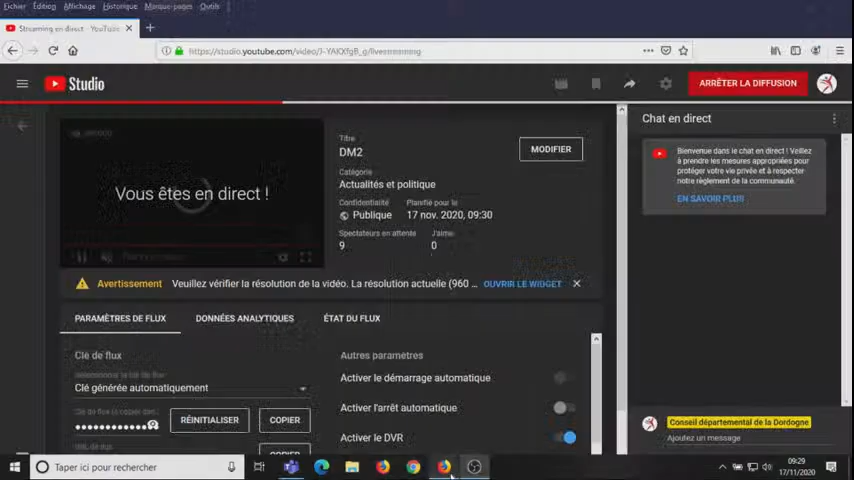 Fichier Édition Affichage Historique Marque-pages Outils
Streaming en direct - YouTube
https://studio.youtube.com/video/J-YAKXfgB_g/livestreaming
Studio
ARRÊTER LA DIFFUSION
Vous êtes en direct !
Titre
DM2
MODIFIER
Catégorie
Actualités et politique
Confidentialité Planifié pour le
Publique 17 nov. 2020, 09:30
Spectateurs en attente J'aime
9 0
Avertissement Veuillez vérifier la résolution de la vidéo. La résolution actuelle (960 ... OUVRIR LE WIDGET
PARAMÈTRES DE FLUX DONNÉES ANALYTIQUES ÉTAT DU FLUX
Clé de flux
Clé générée automatiquement
RÉINITIALISER COPIER
COPIER
Autres paramètres
Activer le démarrage automatique
Activer l'arrêt automatique
Activer le DVR
Chat en direct
Bienvenue dans le chat en direct ! Veillez
à prendre les mesures appropriées pour
protéger votre vie privée et à respecter
notre règlement de la communauté.
EN SAVOIR PLUS
Conseil départemental de la Dordogne
Ajoutez un message
Taper ici pour rechercher
09:29
17/11/2020